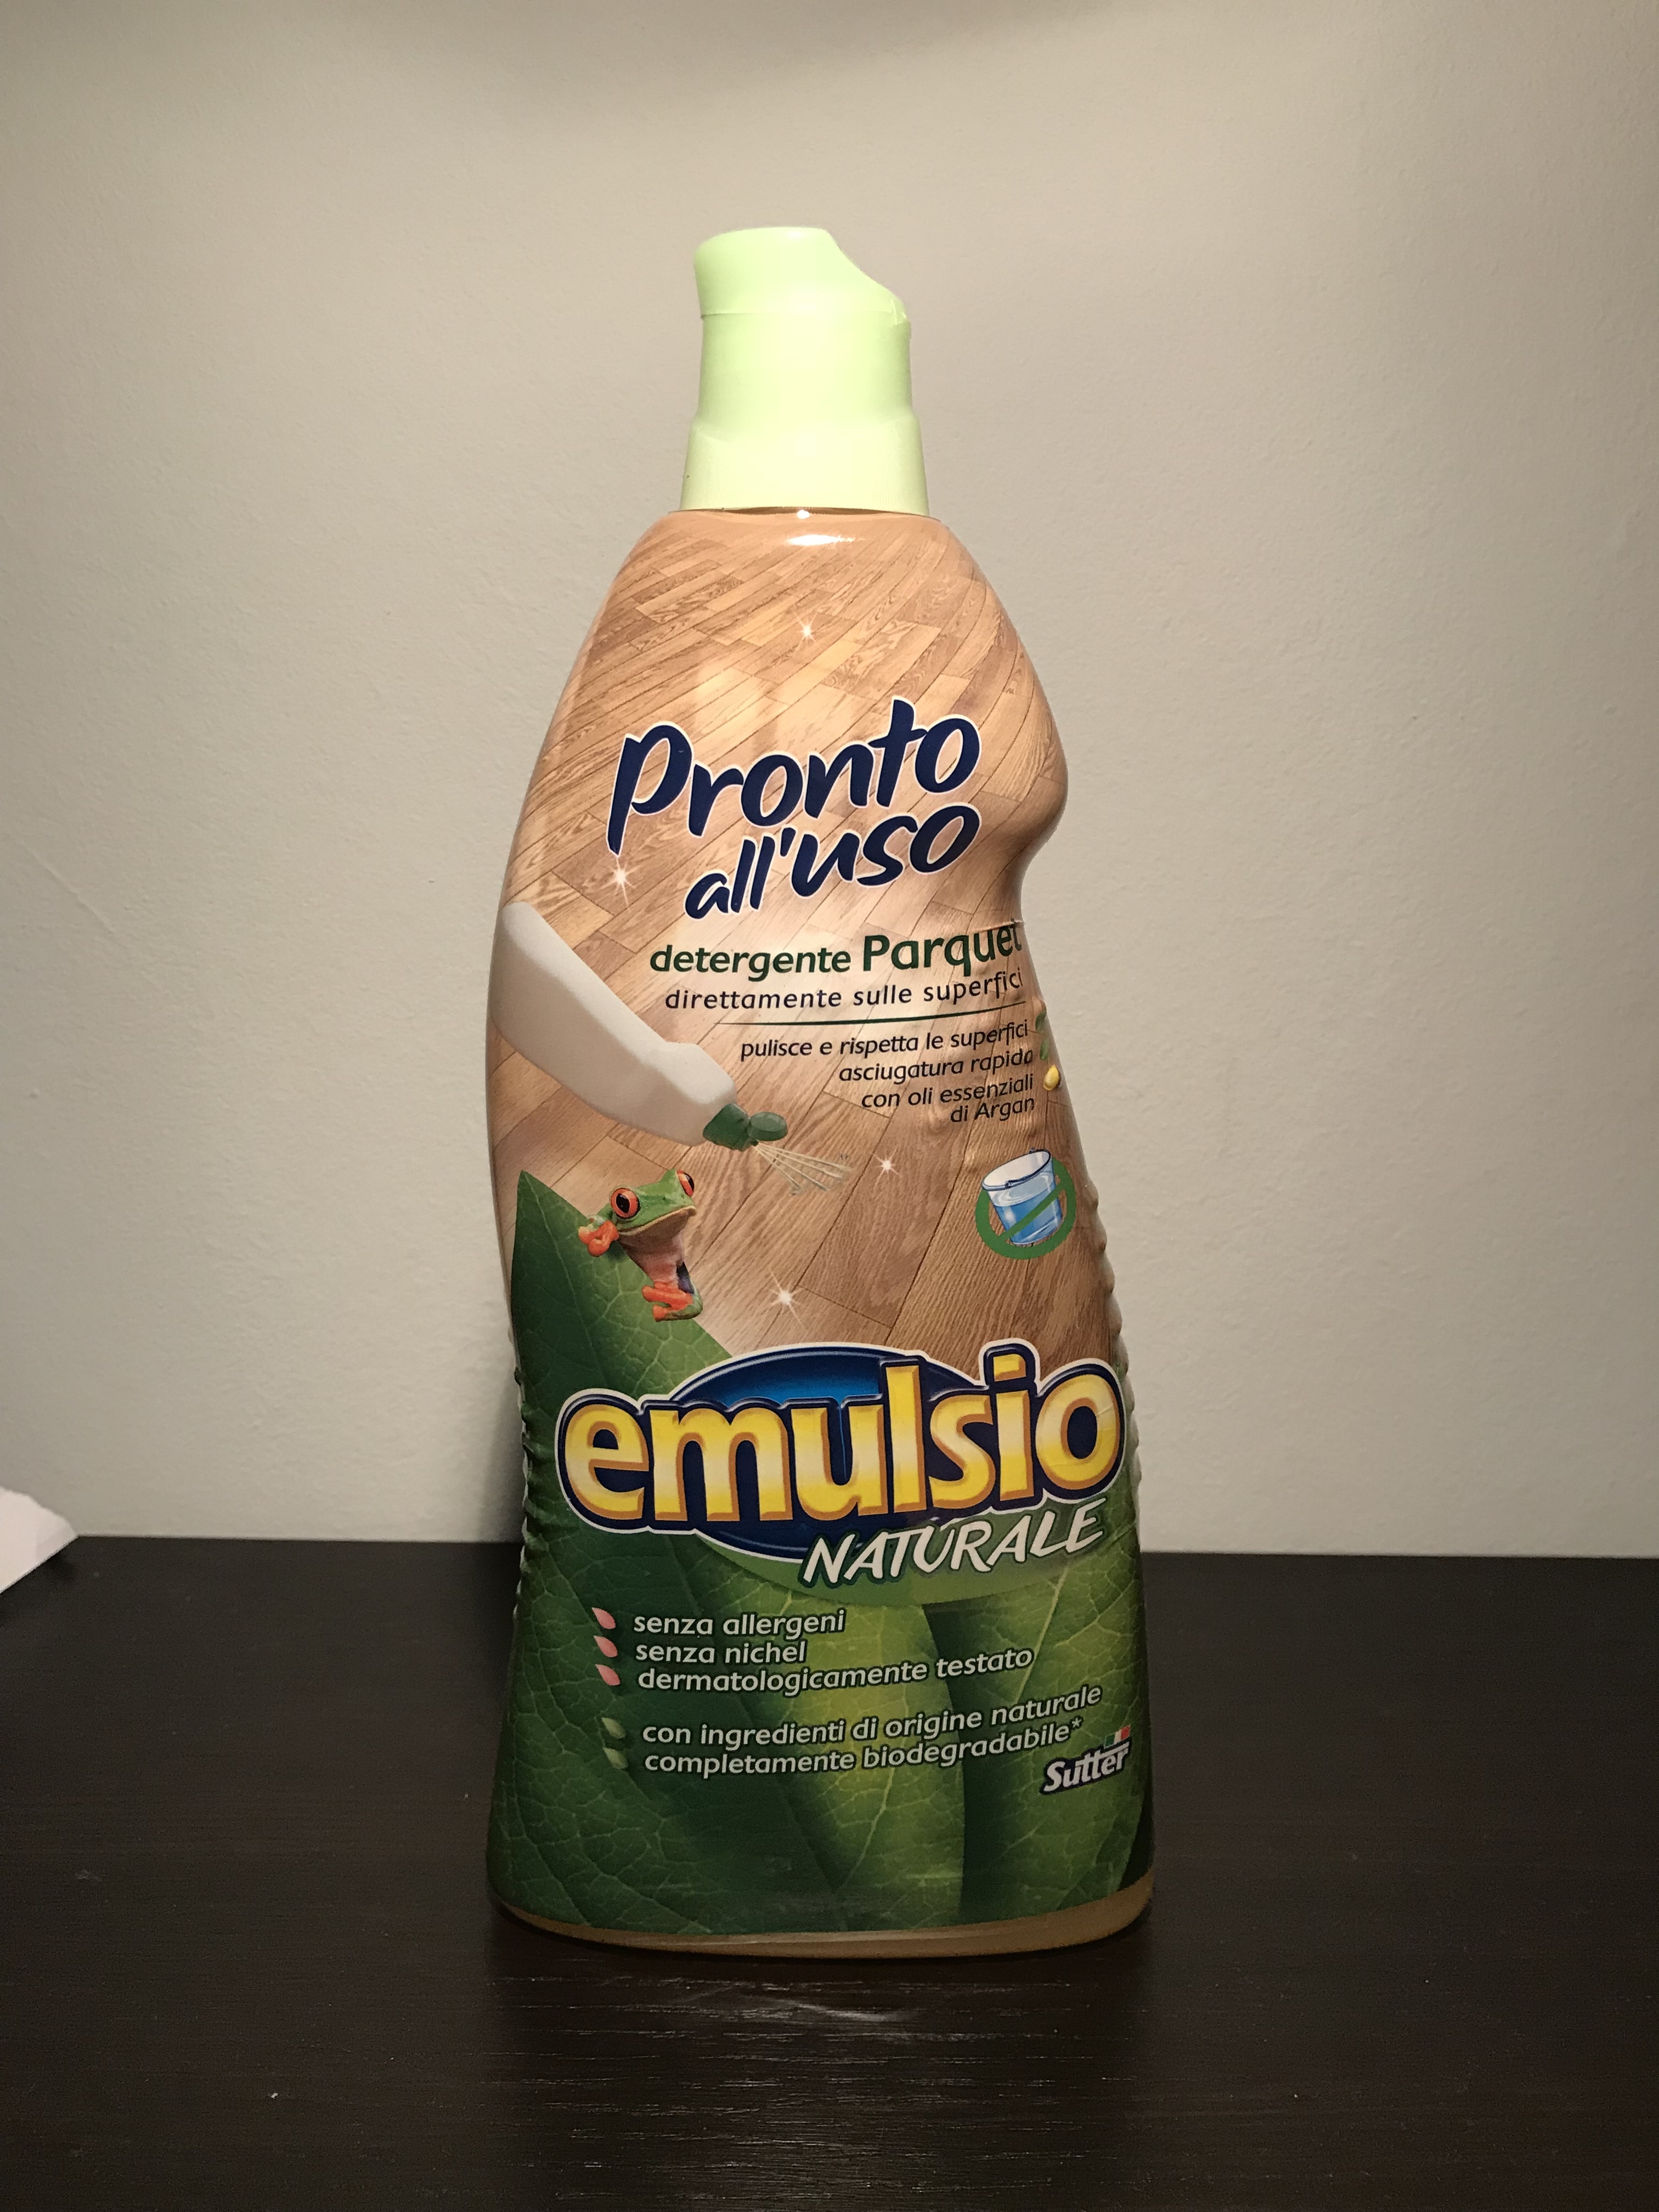 Pronto
all'uso
detergente Parquet
direttamente sulle superfici
pulisce e rispetta le superfici
asciugatura rapida
con oli essenziali
di Argan
emulsio
NATURALE
senza allergeni
senza nichel
dermatologicamente testato
con ingredienti di origine naturale
completamente biodegradabile*
Sutter